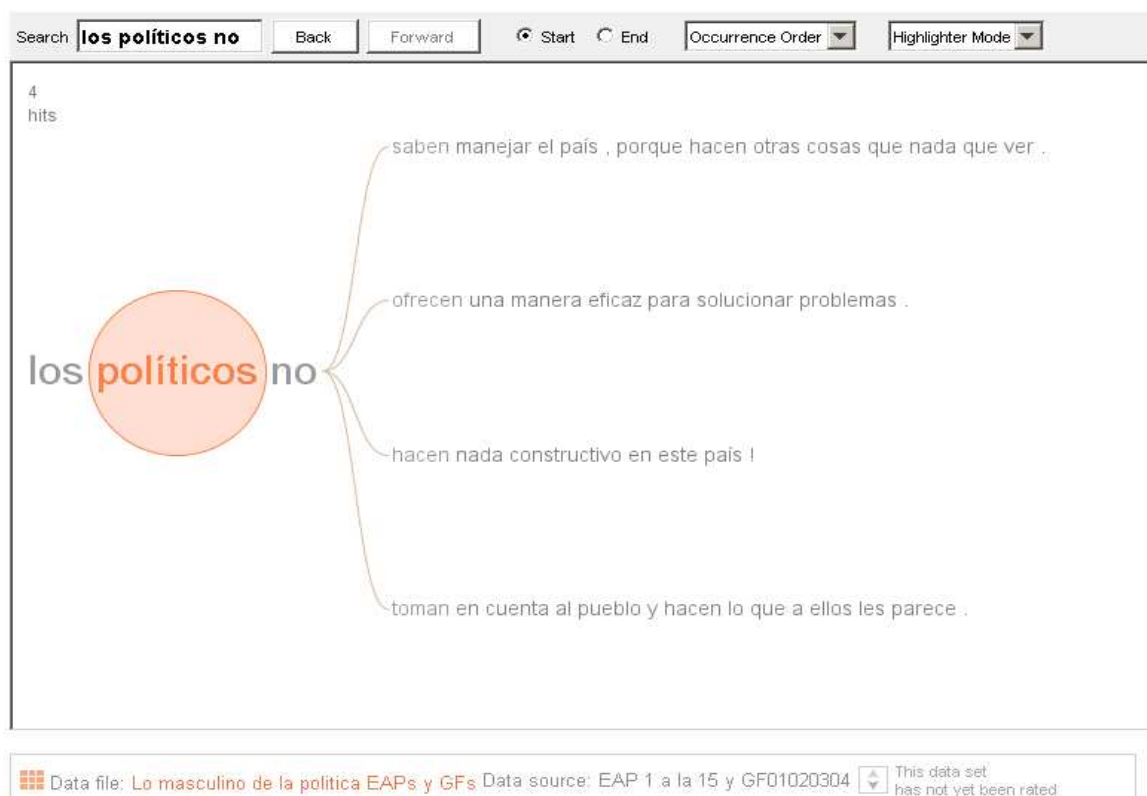 Search los políticos no Back Forward Start End Occurrence Order Highlighter Mode
4
hits
saben manejar el país , porque hacen otras cosas que nada que ver .
ofrecen una manera eficaz para solucionar problemas .
los políticos no
hacen nada constructivo en este país !
toman en cuenta al pueblo y hacen lo que a ellos les parece .
Data file: Lo masculino de la politica EAPs y GFs Data source: EAP 1 a la 15 y GF01020304 This data set
has not yet been rated